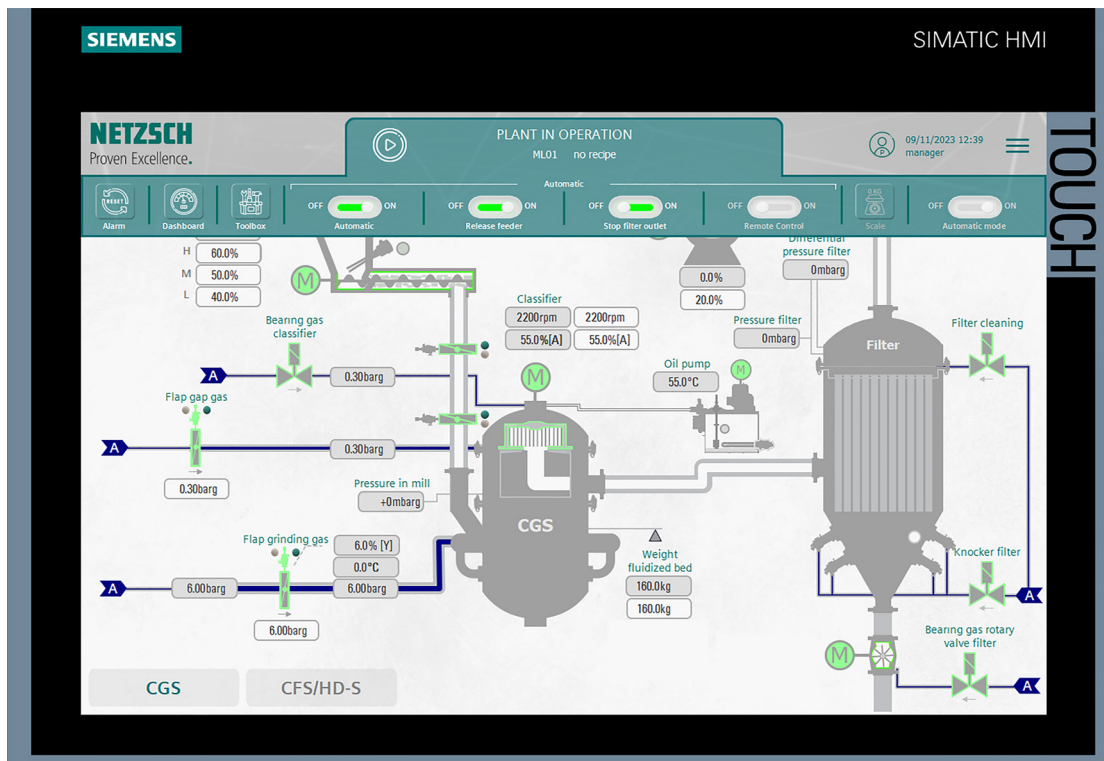 SIEMENS
SIMATIC HMI
TOUCH
NETZSCH
Proven Excellence.
PLANT IN OPERATION
ML01 no recipe
09/11/2023 12:39
manager
P
Automatic
RESET
0 KG
OFF ON
OFF ON
OFF ON
OFF ON
OFF ON
Alarm
Dashboard
Toolbox
Automatic
Release feeder
Stop filter outlet
Remote Control
Scale
Automatic mode
H 60.0%
M 50.0%
L 40.0%
M
Differential
pressure filter
0mbarg
0.0%
20.0%
Classifier
2200rpm 2200rpm
55.0%[A] 55.0%[A]
Pressure filter
0mbarg
Filter
Filter cleaning
Bearing gas
classifier
A
0.30barg
M
Oil pump
55.0°C
M
Flap gap gas
A
0.30barg
0.30barg
Pressure in mill
+0mbarg
CGS
Flap grinding gas
6.0% [Y]
0.0°C
A
6.00barg
6.00barg
6.00barg
Weight
fluidized bed
160.0kg
160.0kg
Knocker filter
A
Bearing gas rotary
valve filter
M
A
CGS
CFS/HD-S